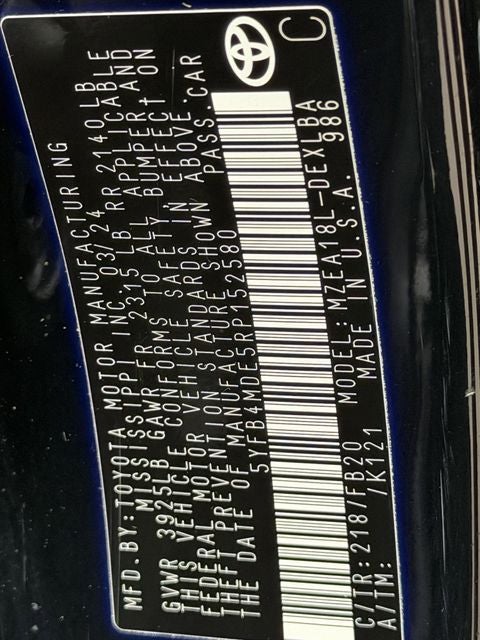 MFD.BY:TOYOTA MOTOR MANUFACTURING
MISSISSIPPI INC. 03/24
GVWR 3925LB GAWR FR 2315 LB RR 2140 LB
THIS VEHICLE CONFORMS TO ALL APPLICABLE
FEDERAL MOTOR VEHICLE SAFETY BUMPER AND
THEFT PREVENTION STANDARDS IN EFFECT ON
THE DATE OF MANUFACTURE SHOWN ABOVE.
5YFB4MDE5RP152580 PASS.CAR
C
C/TR:218/FB20 MODEL:MZEA18L-DEXLBA
A/TM: /K121 MADE IN U.S.A. 986